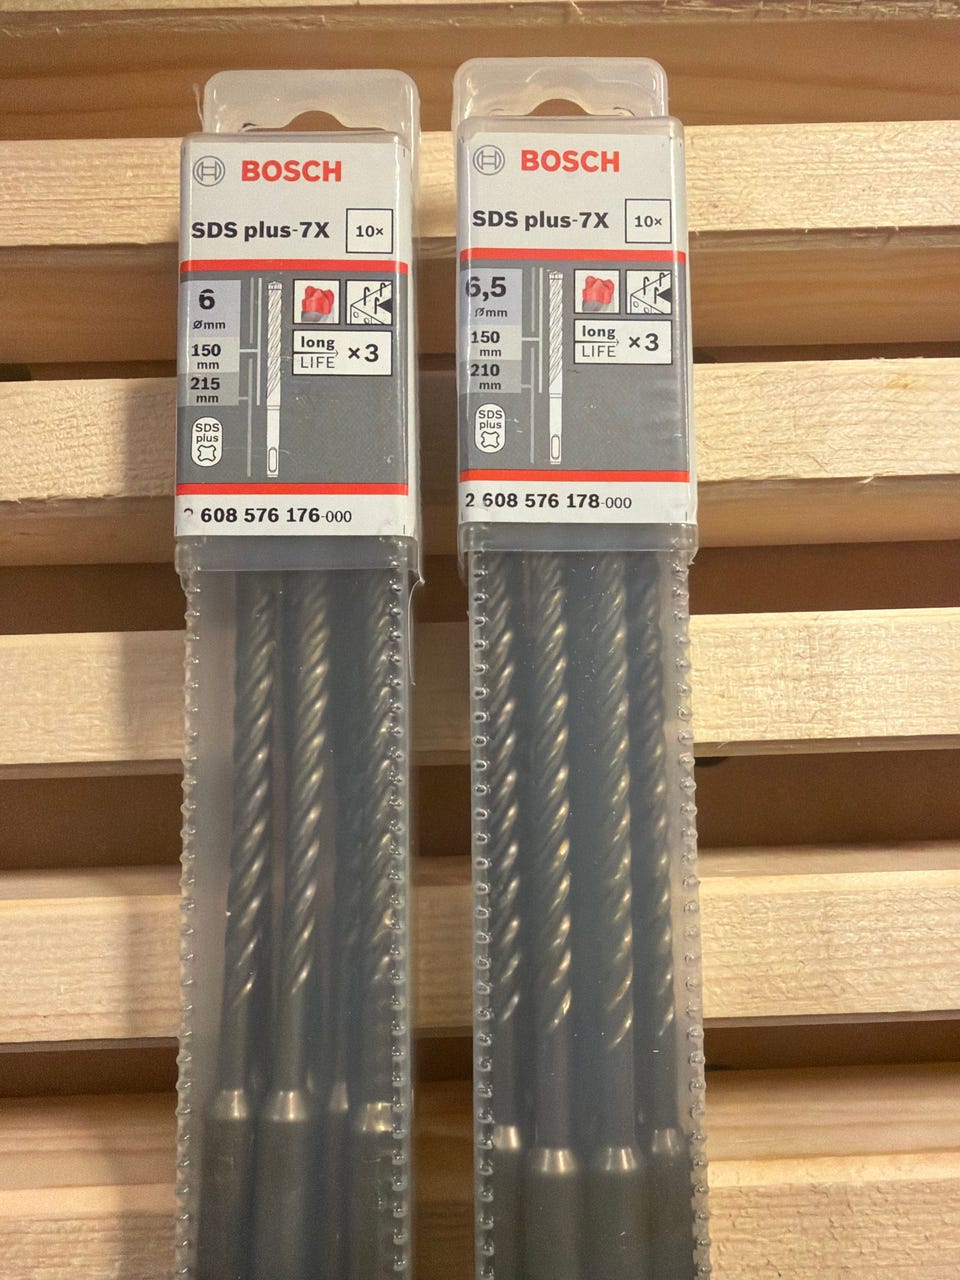 BOSCH
SDS plus-7X
10×
6
Ømm
150
mm
215
mm
long
LIFE
×3
SDS
plus
2 608 576 176-000
BOSCH
SDS plus-7X
10×
6,5
Ømm
150
mm
210
mm
long
LIFE
×3
SDS
plus
2 608 576 178-000